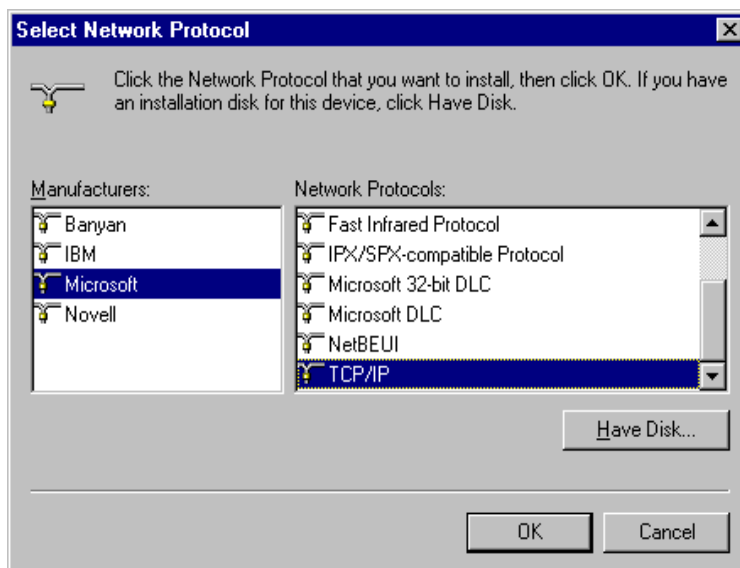 Select Network Protocol
Click the Network Protocol that you want to install, then click OK. If you have
an installation disk for this device, click Have Disk.
Manufacturers:
Banyan
IBM
Microsoft
Novell
Network Protocols:
Fast Infrared Protocol
IPX/SPX-compatible Protocol
Microsoft 32-bit DLC
Microsoft DLC
NetBEUI
TCP/IP
Have Disk...
OK
Cancel